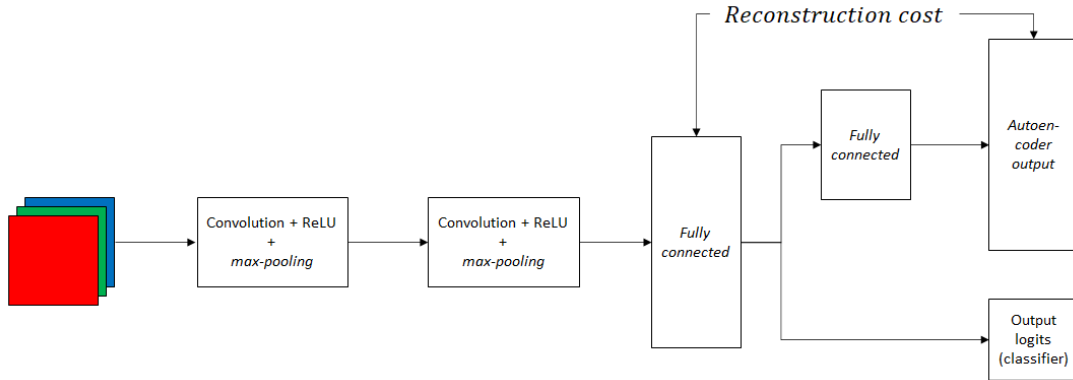 Reconstruction cost
Convolution + ReLU
+
max-pooling
Convolution + ReLU
+
max-pooling
Fully
connected
Fully
connected
Autoen-
coder
output
Output
logits
(classifier)